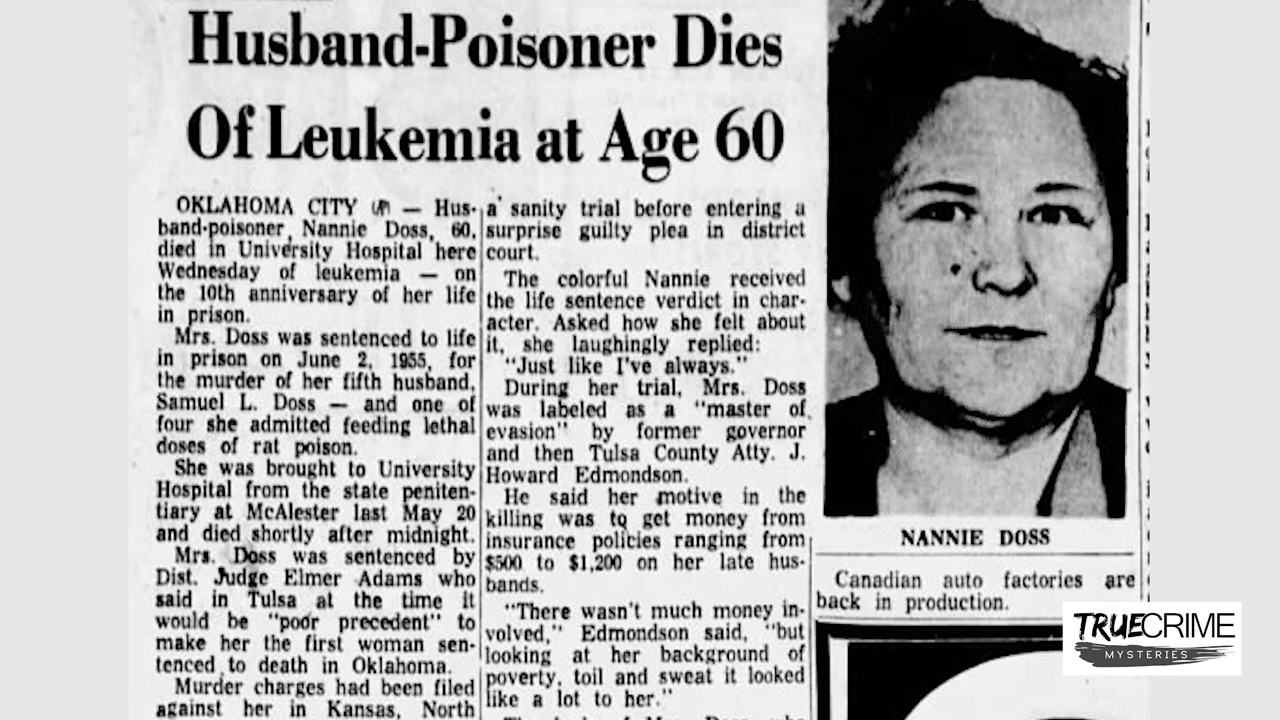 Husband-Poisoner Dies
Of Leukemia at Age 60
OKLAHOMA CITY (AP) — Hus-
band-poisoner Nannie Doss, 60,
died in University Hospital here
Wednesday of leukemia — on
the 10th anniversary of her life
in prison.
Mrs. Doss was sentenced to life
in prison on June 2, 1955, for
the murder of her fifth husband,
Samuel L. Doss — and one of
four she admitted feeding lethal
doses of rat poison.
She was brought to University
Hospital from the state peniten-
tiary at McAlester last May 20
and died shortly after midnight.
Mrs. Doss was sentenced by
Dist. Judge Elmer Adams who
said in Tulsa at the time it
would be "poor precedent" to
make her the first woman sen-
tenced to death in Oklahoma.
Murder charges had been filed
against her in Kansas, North
a sanity trial before entering a
surprise guilty plea in district
court.
The colorful Nannie received
the life sentence verdict in char-
acter. Asked how she felt about
it, she laughingly replied:
"Just like I've always."
During her trial, Mrs. Doss
was labeled as a "master of
evasion" by former governor
and then Tulsa County Atty. J.
Howard Edmondson.
He said her motive in the
killing was to get money from
insurance policies ranging from
$500 to $1,200 on her late hus-
bands.
"There wasn't much money in-
volved," Edmondson said, "but
looking at her background of
poverty, toil and sweat it looked
like a lot to her."
NANNIE DOSS
Canadian auto factories are
back in production.
TRUECRIME
MYSTERIES